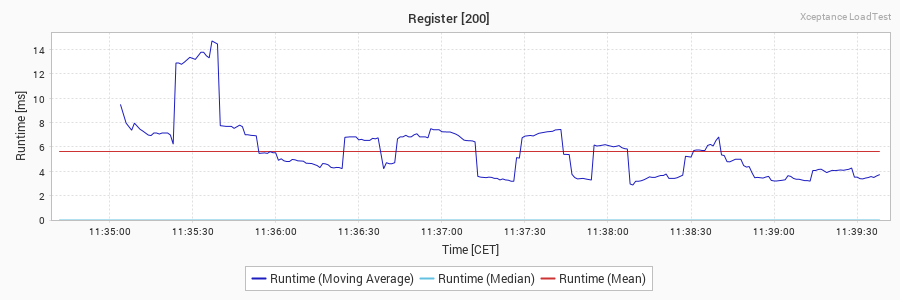 Register [200]
Xceptance LoadTest
Runtime [ms]
14
12
10
8
6
4
2
0
11:35:00 11:35:30 11:36:00 11:36:30 11:37:00 11:37:30 11:38:00 11:38:30 11:39:00 11:39:30
Time [CET]
Runtime (Moving Average) Runtime (Median) Runtime (Mean)